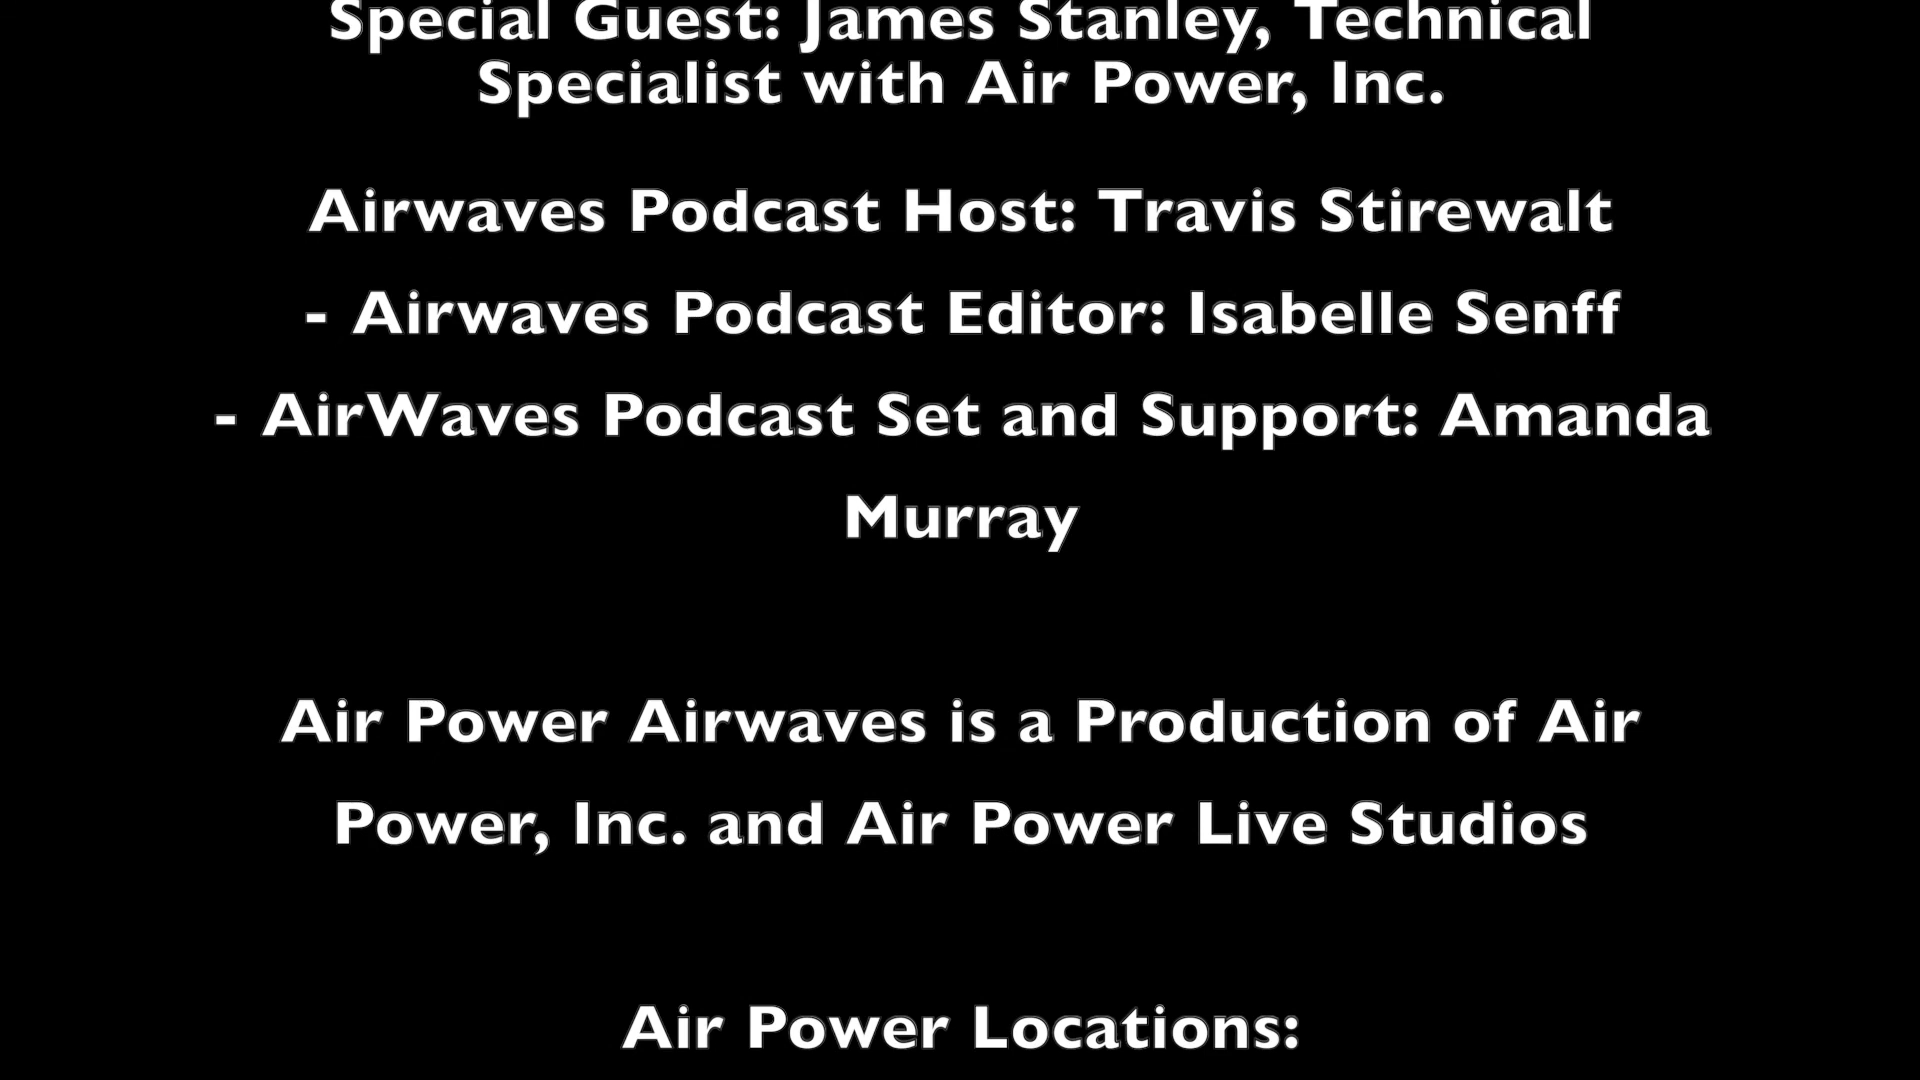 Special Guest: James Stanley, Technical
Specialist with Air Power, Inc.
Airwaves Podcast Host: Travis Stirewalt
- Airwaves Podcast Editor: Isabelle Senff
- AirWaves Podcast Set and Support: Amanda
Murray
Air Power Airwaves is a Production of Air
Power, Inc. and Air Power Live Studios
Air Power Locations: